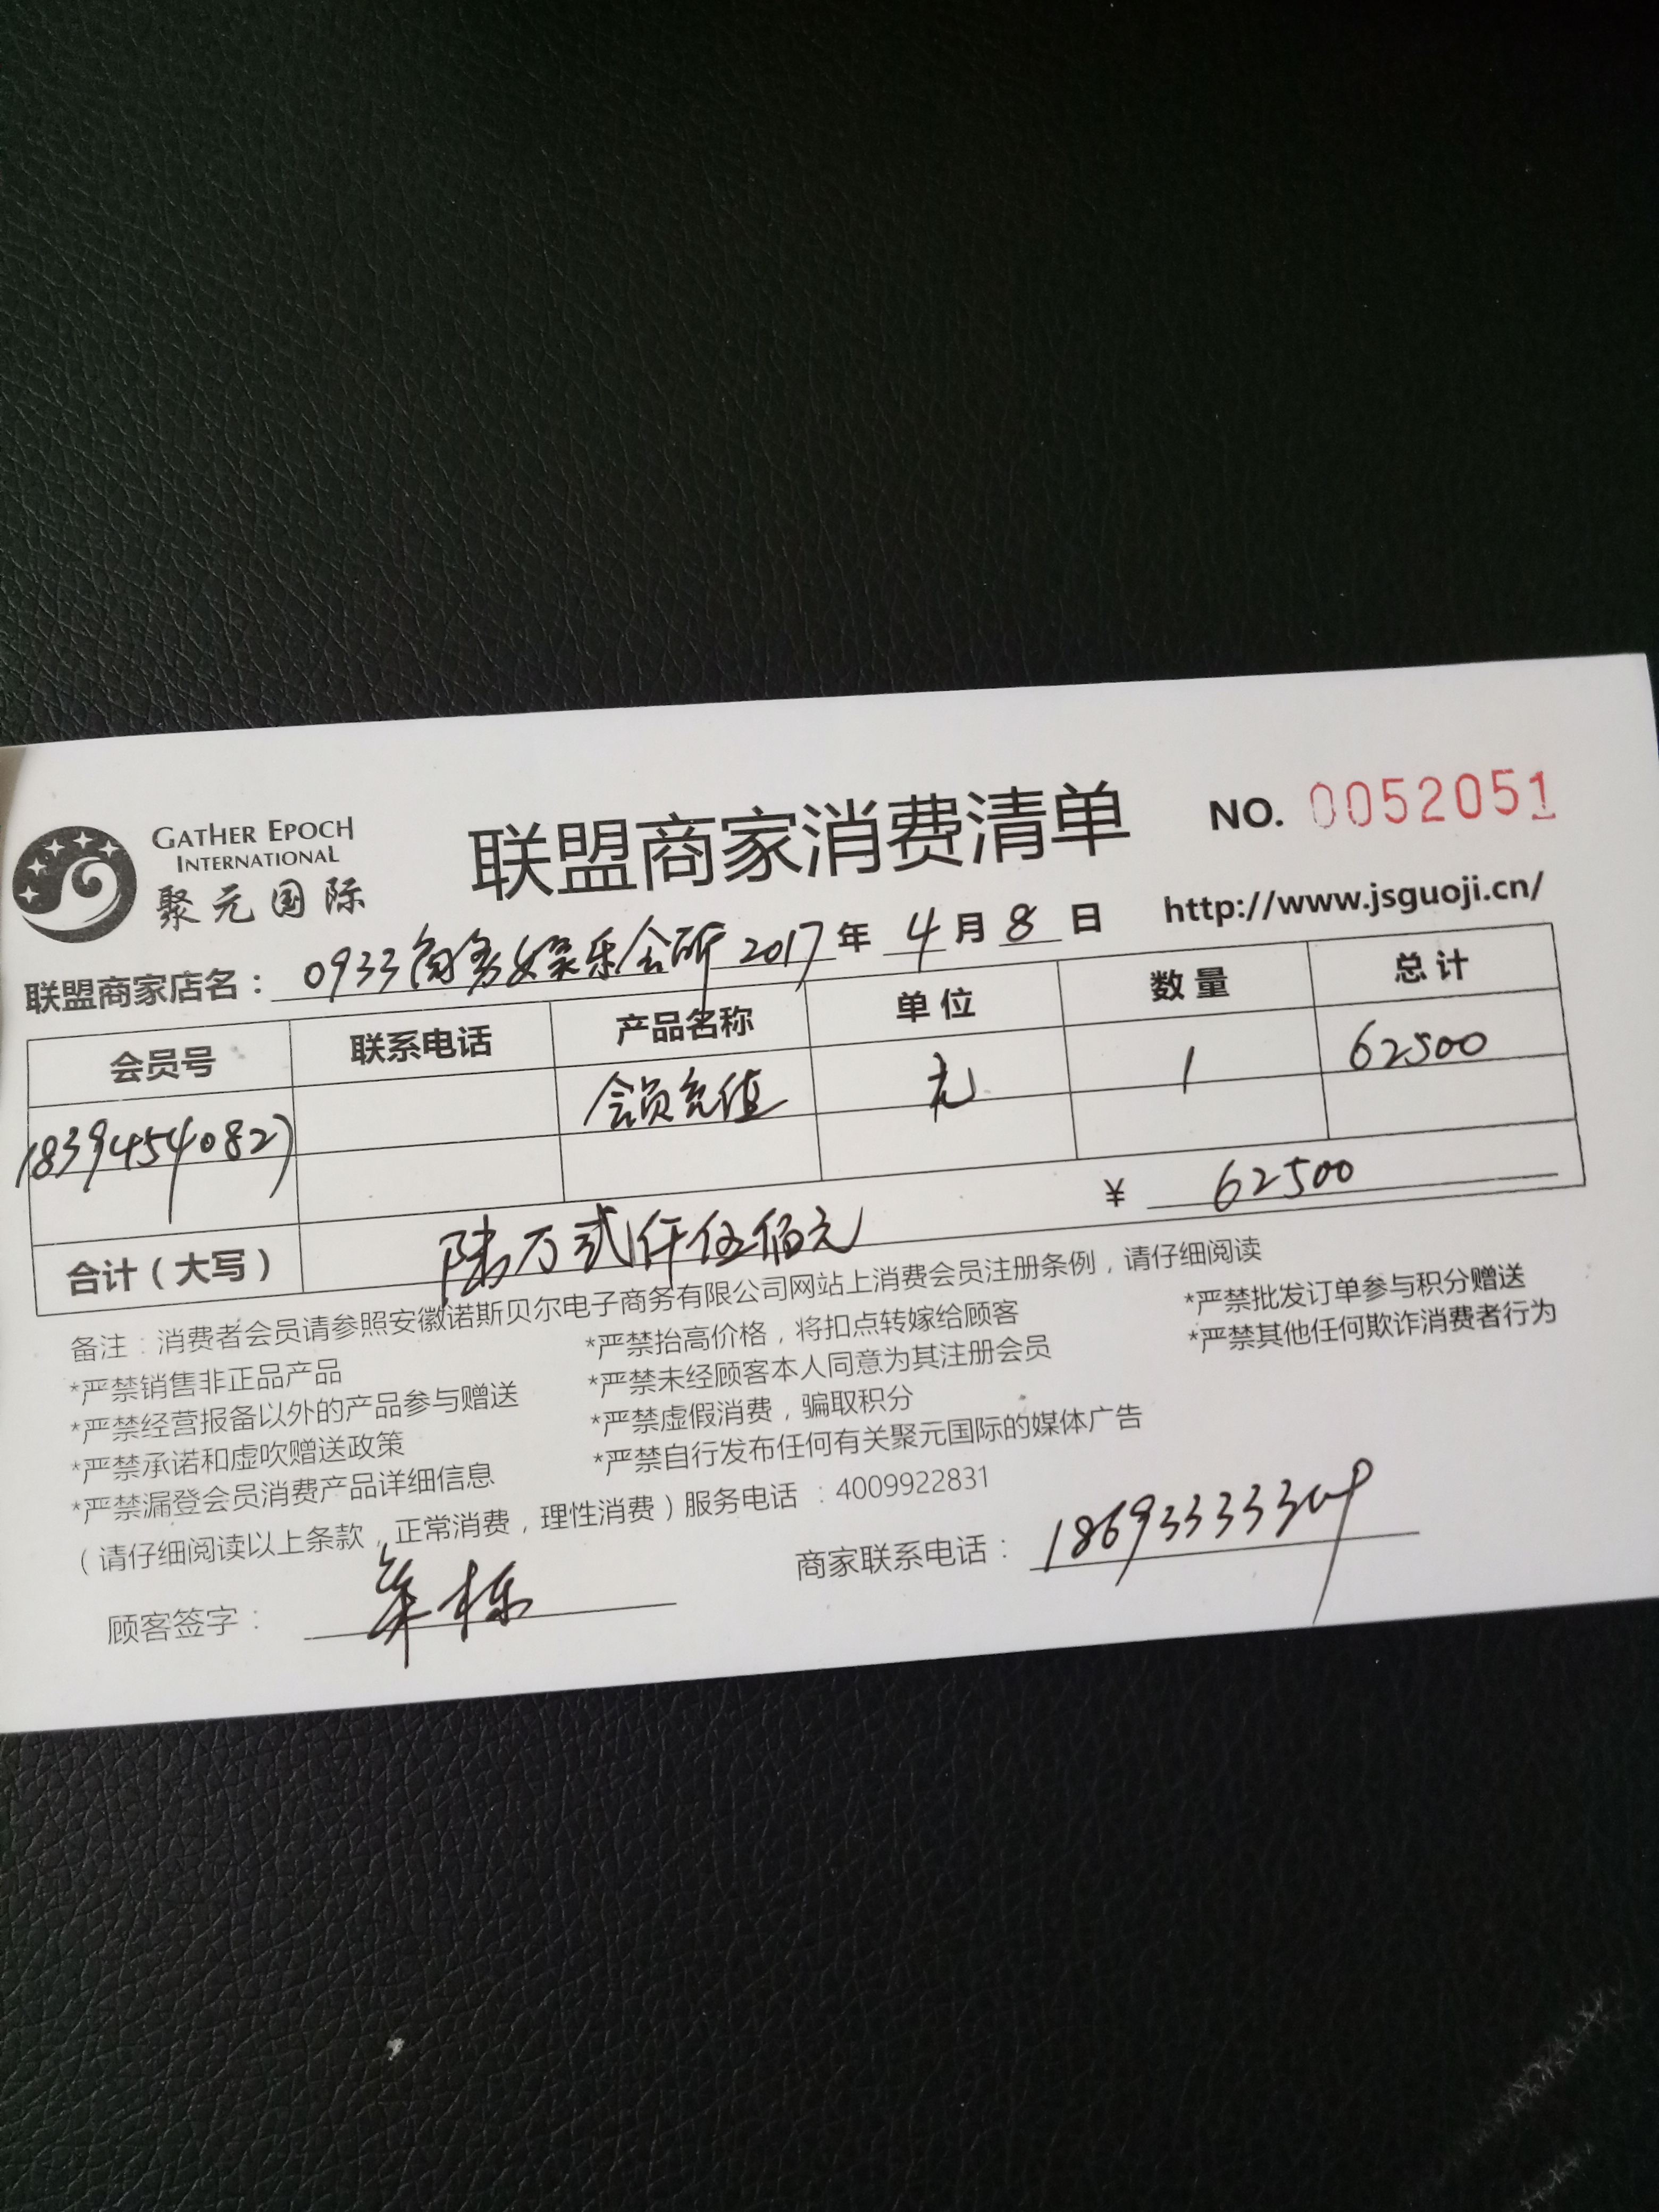 GATHER EPOCH
INTERNATIONAL
聚元国际
联盟商家消费清单
NO. 0052051
http://www.jsguoji.cn/
联盟商家店名： 0933商务娱乐会所 2017 年 4 月 8 日
会员号 联系电话 产品名称 单位 数量 总计
18394540827 会员充值 元 1 62500
合计（大写） 陆万贰仟伍佰元 ¥ 62500
备注：消费者会员请参照安徽诺斯贝尔电子商务有限公司网站上消费会员注册条例，请仔细阅读
*严禁销售非正品产品 *严禁抬高价格，将扣点转嫁给顾客 *严禁批发订单参与积分赠送
*严禁经营报备以外的产品参与赠送 *严禁未经顾客本人同意为其注册会员 *严禁其他任何欺诈消费者行为
*严禁承诺和虚吹赠送政策 *严禁虚假消费，骗取积分
*严禁漏登会员消费产品详细信息 *严禁自行发布任何有关聚元国际的媒体广告
（请仔细阅读以上条款，正常消费，理性消费）服务电话：4009922831
顾客签字： 商家联系电话：